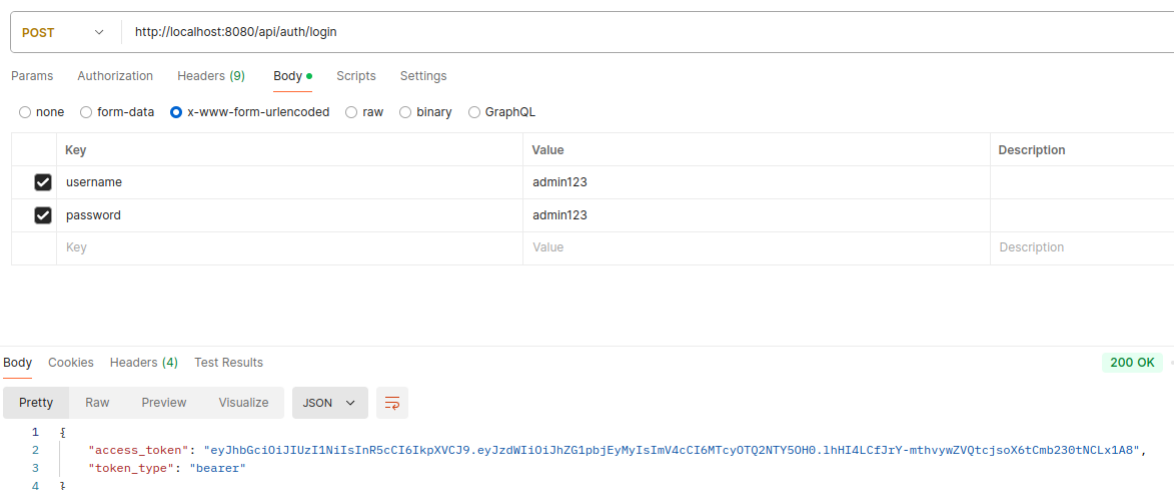 POST http://localhost:8080/api/auth/login
Params Authorization Headers (9) Body Scripts Settings
none form-data x-www-form-urlencoded raw binary GraphQL
Key Value Description
username admin123
password admin123
Key Value Description
Body Cookies Headers (4) Test Results 200 OK
Pretty Raw Preview Visualize JSON
1 {
2 "access_token": "eyJhbGciOiJIUzI1NiIsInR5cCI6IkpXVCJ9.eyJzdWIiOiJhZG1pbjEyMyIsImV4cCI6MTcyOTQ2NTY5OH0.lhHI4LCfJrY-mthvywZVQtcjsoX6tCmb230tNCLx1A8",
3 "token_type": "bearer"
4 }